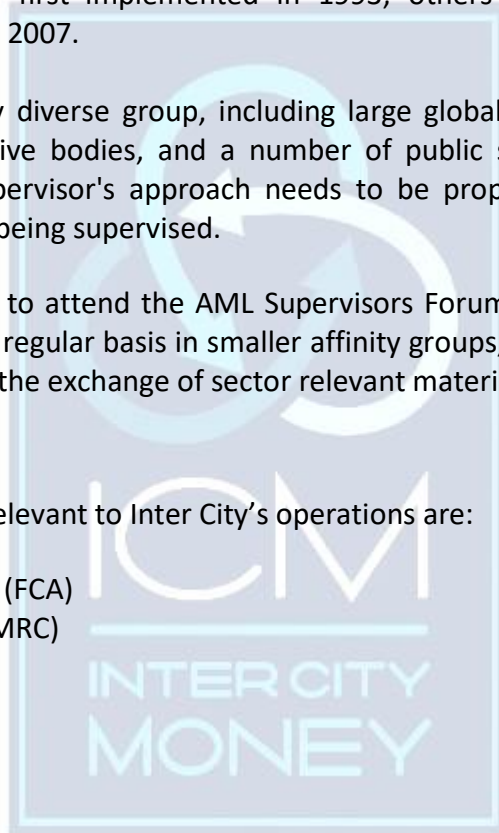 first implemented in 1993, others
2007.
y diverse group, including large global
ive bodies, and a number of public s
pervisor's approach needs to be prop
being supervised.
to attend the AML Supervisors Forum
regular basis in smaller affinity groups,
the exchange of sector relevant materi
elevant to Inter City’s operations are:
(FCA)
MRC)
ICM
INTER CITY
MONEY